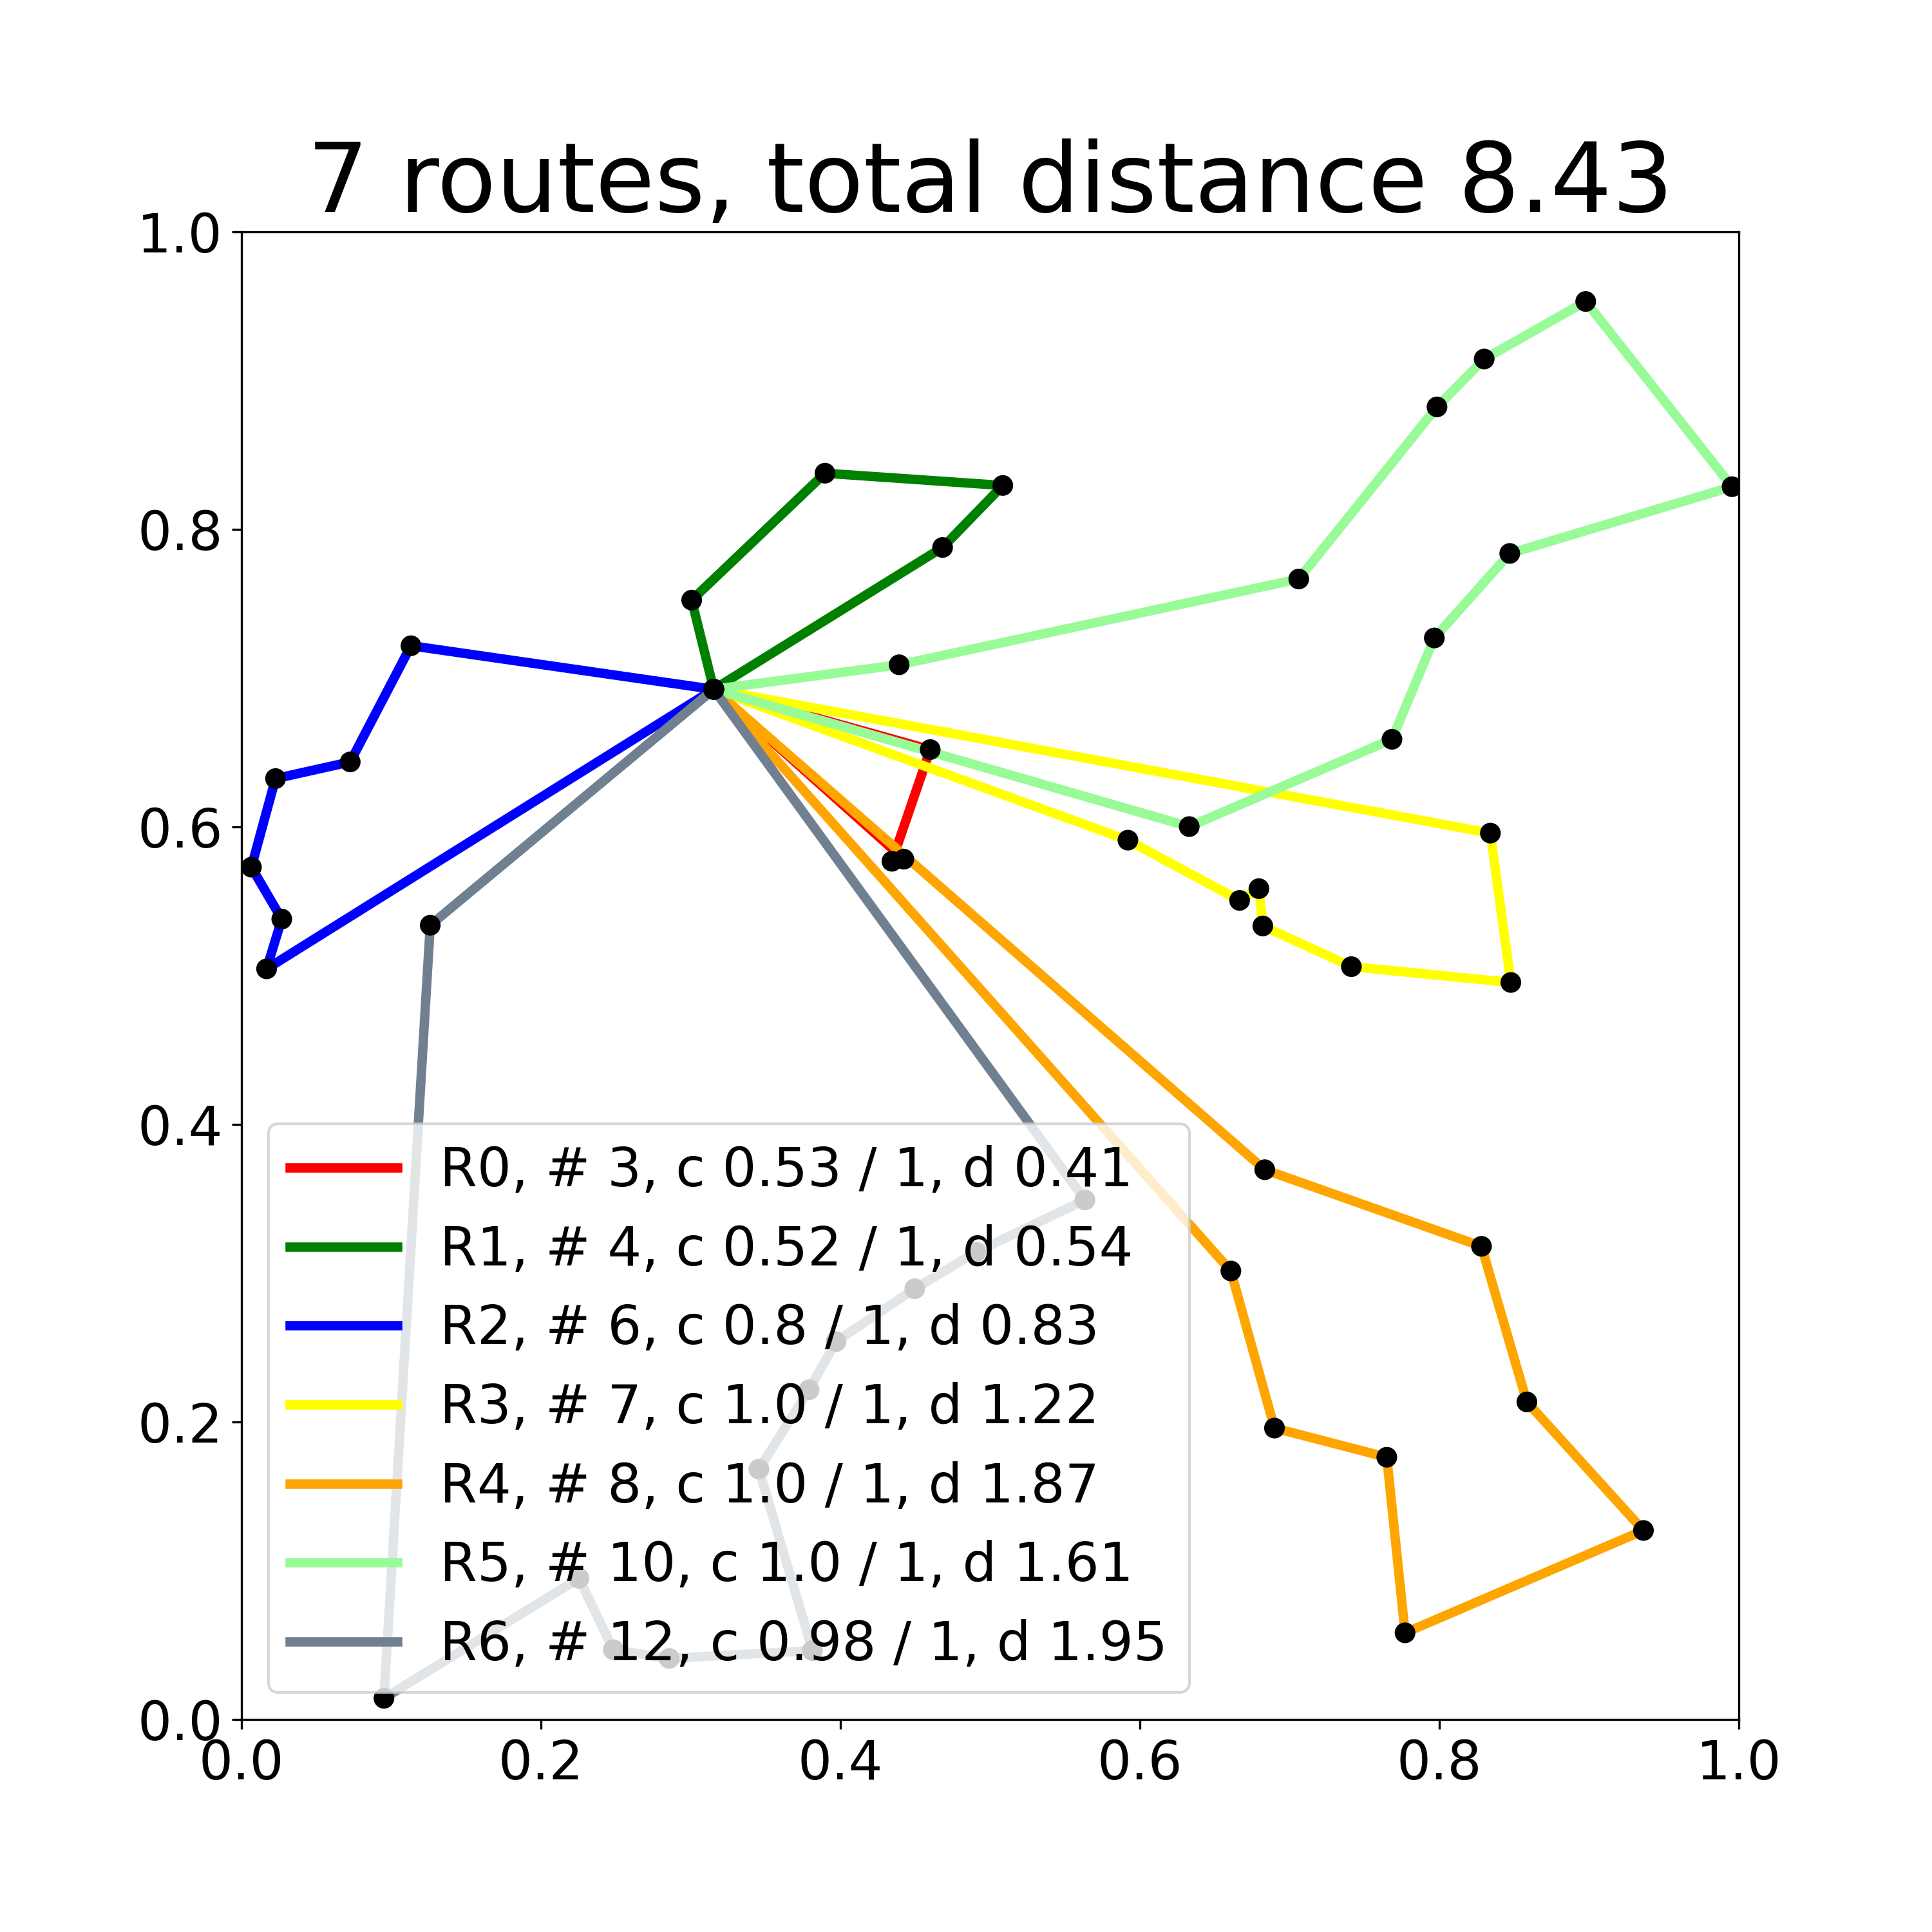 7 routes, total distance 8.43
1.0
0.8
0.6
0.4
0.2
0.0
R0, # 3, c 0.53 / 1, d 0.41
R1, # 4, c 0.52 / 1, d 0.54
R2, # 6, c 0.8 / 1, d 0.83
R3, # 7, c 1.0 / 1, d 1.22
R4, # 8, c 1.0 / 1, d 1.87
R5, # 10, c 1.0 / 1, d 1.61
R6, # 12, c 0.98 / 1, d 1.95
0.0 0.2 0.4 0.6 0.8 1.0